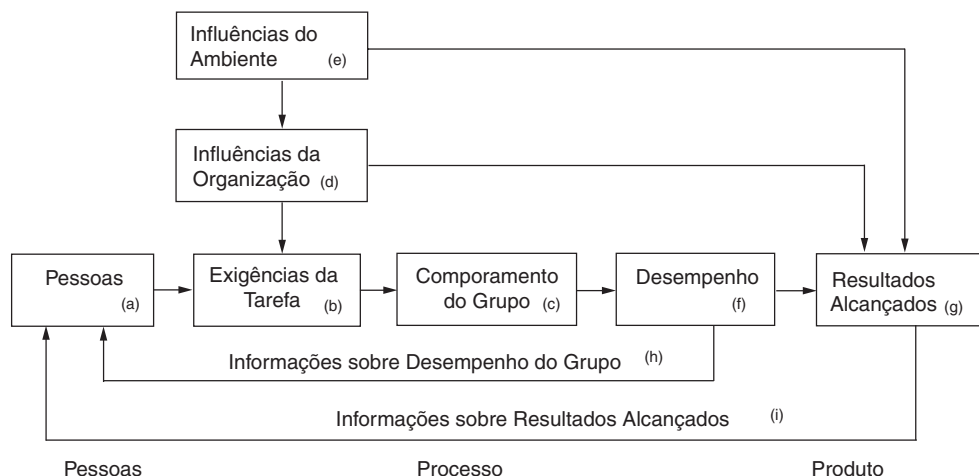 Influências do
Ambiente (e)
Influências da
Organização (d)
Pessoas
(a)
Exigências da
Tarefa (b)
Comporamento
do Grupo (c)
Desempenho
(f)
Resultados
Alcançados (g)
Informações sobre Desempenho do Grupo (h)
Informações sobre Resultados Alcançados (i)
Pessoas Processo Produto